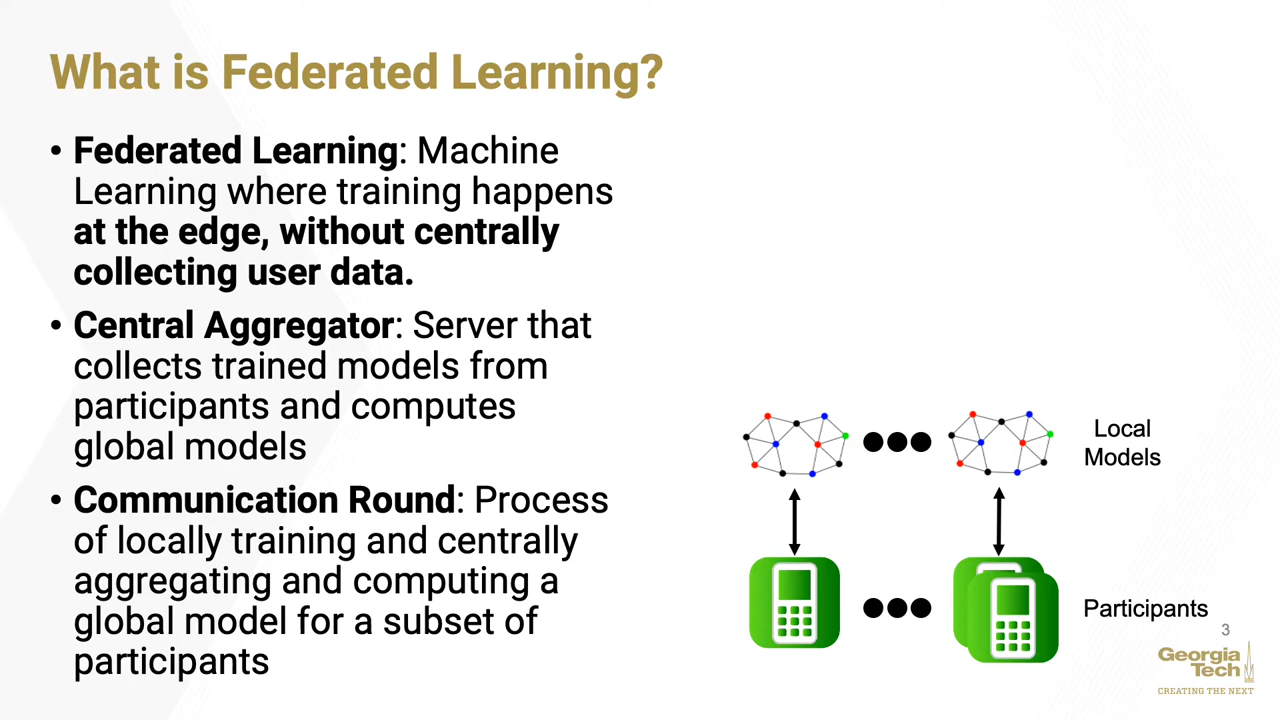 What is Federated Learning?
• Federated Learning: Machine
Learning where training happens
at the edge, without centrally
collecting user data.
• Central Aggregator: Server that
collects trained models from
participants and computes
global models
• Communication Round: Process
of locally training and centrally
aggregating and computing a
global model for a subset of
participants
Local
Models
Participants
3
Georgia
Tech
CREATING THE NEXT